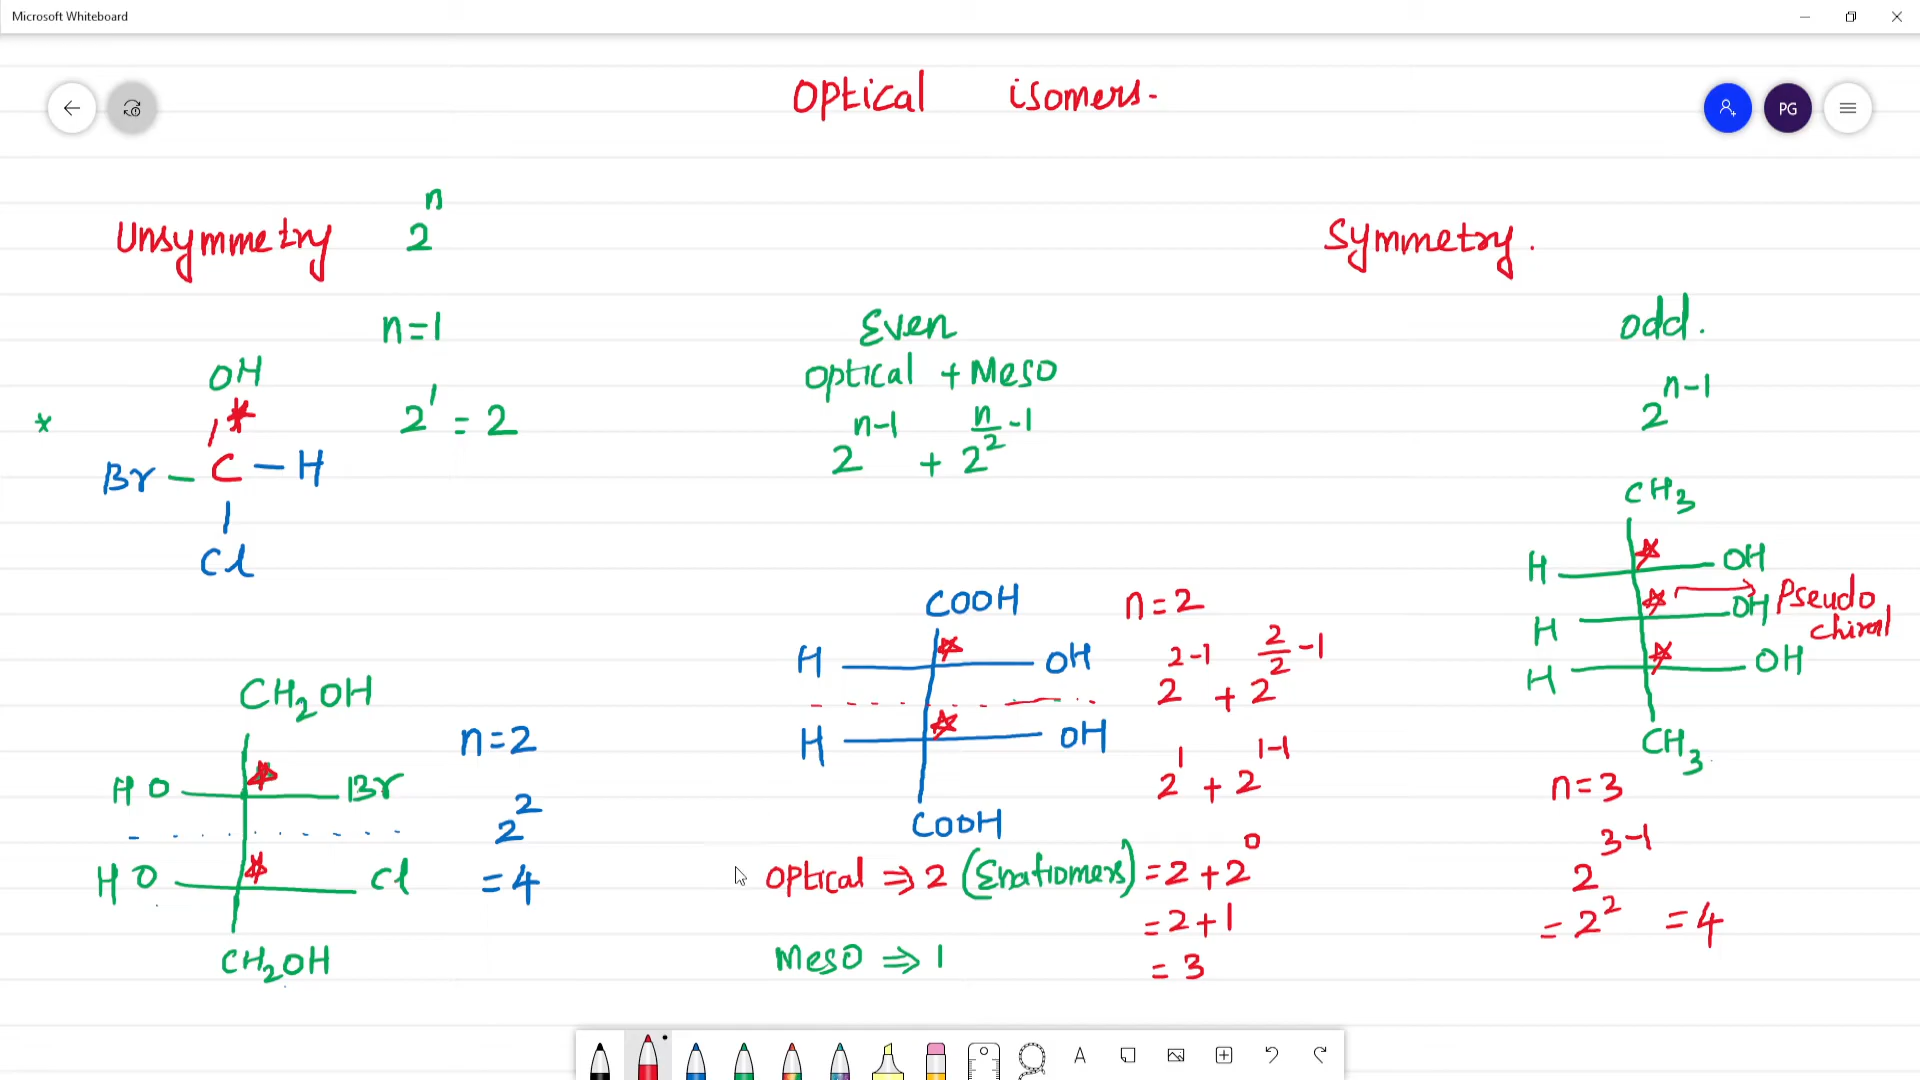 Microsoft Whiteboard
Optical isomers.
PG
Unsymmetry 2^n
Symmetry.
n=1
OH
2^1 = 2
*
Br - C* - H
Cl
CH2OH
HO Br
HO Cl
CH2OH
n=2
2^2
=4
Even
Optical + Meso
2^(n-1) + 2^(n/2-1)
COOH
H OH
H OH
COOH
n=2
2^(2-1) + 2^(2/2-1)
2^1 + 2^(1-1)
Optical ⇒ 2 (Enatiomers) = 2+2^0
= 2+1
Meso ⇒ 1
= 3
odd.
2^(n-1)
CH3
H OH
H OH → Pseudo chiral
H OH
CH3
n=3
2^(3-1)
= 2^2 = 4
A